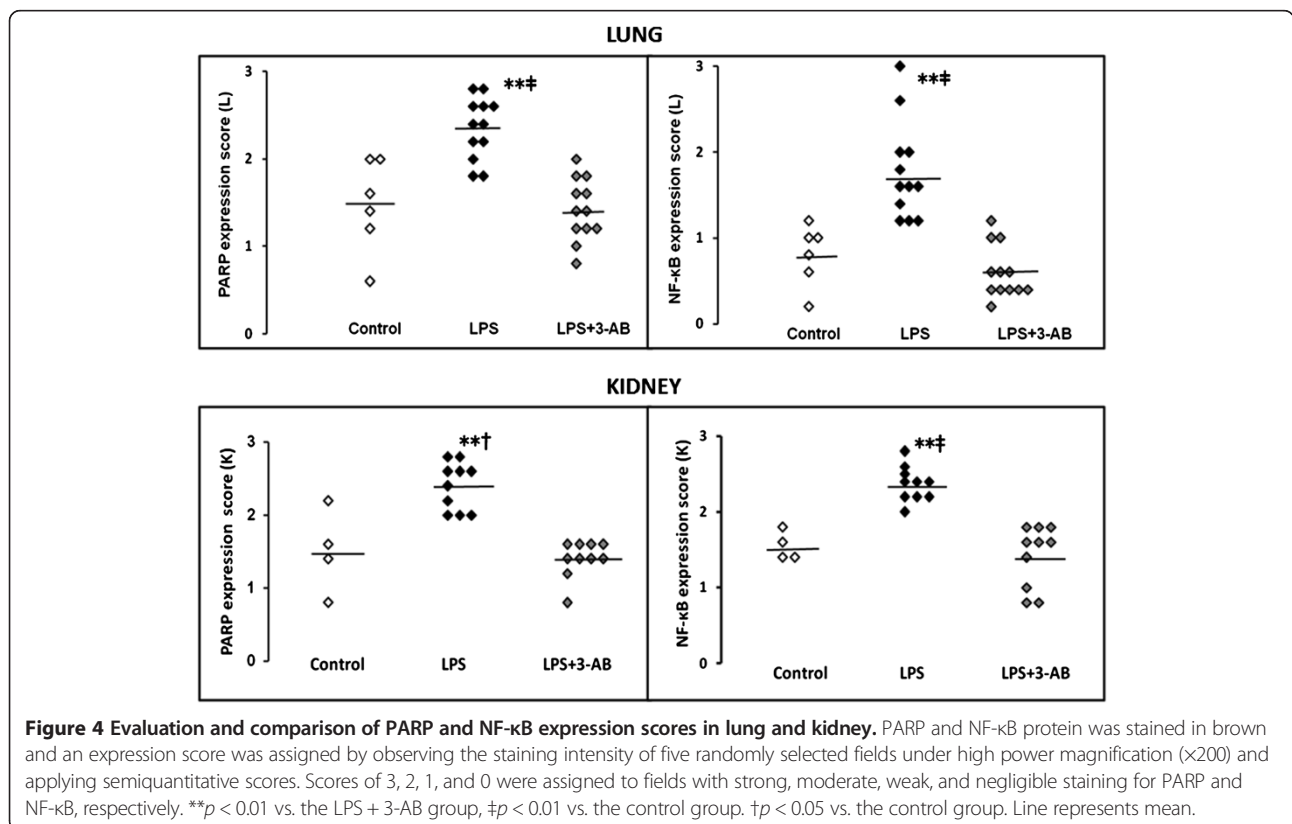 LUNG
PARP expression score (L)
3
2
1
0
**‡
Control LPS LPS+3-AB
NF-κB expression score (L)
3
2
1
0
**‡
Control LPS LPS+3-AB
KIDNEY
PARP expression score (K)
3
2
1
0
**†
Control LPS LPS+3-AB
NF-κB expression score (K)
3
2
1
0
**‡
Control LPS LPS+3-AB
Figure 4 Evaluation and comparison of PARP and NF-κB expression scores in lung and kidney. PARP and NF-κB protein was stained in brown
and an expression score was assigned by observing the staining intensity of five randomly selected fields under high power magnification (×200) and
applying semiquantitative scores. Scores of 3, 2, 1, and 0 were assigned to fields with strong, moderate, weak, and negligible staining for PARP and
NF-κB, respectively. **p < 0.01 vs. the LPS + 3-AB group, ‡p < 0.01 vs. the control group. †p < 0.05 vs. the control group. Line represents mean.